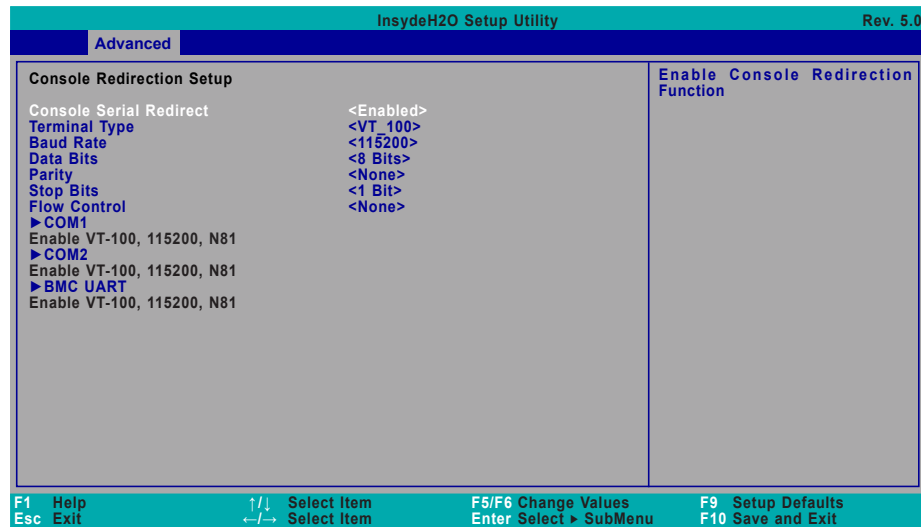 InsydeH2O Setup Utility Rev. 5.0
Advanced
Console Redirection Setup
Console Serial Redirect <Enabled>
Terminal Type <VT_100>
Baud Rate <115200>
Data Bits <8 Bits>
Parity <None>
Stop Bits <1 Bit>
Flow Control <None>
►COM1
Enable VT-100, 115200, N81
►COM2
Enable VT-100, 115200, N81
►BMC UART
Enable VT-100, 115200, N81
Enable Console Redirection
Function
F1 Help ↑/↓ Select Item F5/F6 Change Values F9 Setup Defaults
Esc Exit ←/→ Select Item Enter Select ► SubMenu F10 Save and Exit